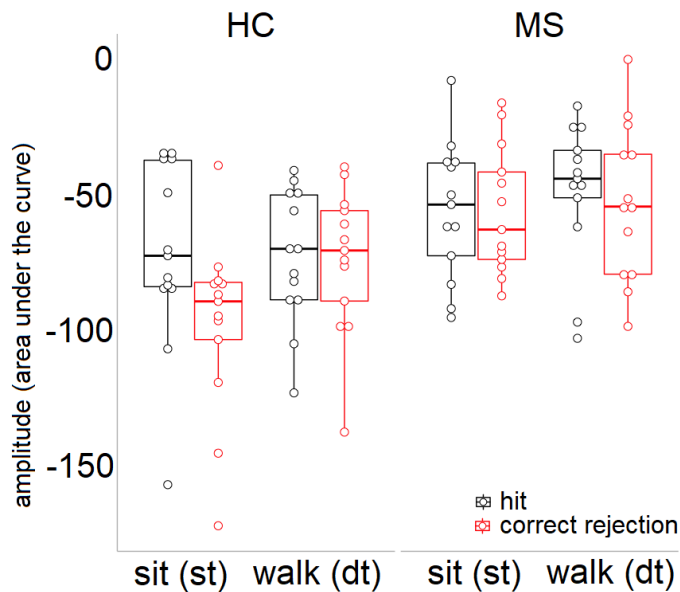 HC MS
0
-50
-100
-150
amplitude (area under the curve)
hit
correct rejection
sit (st) walk (dt) sit (st) walk (dt)